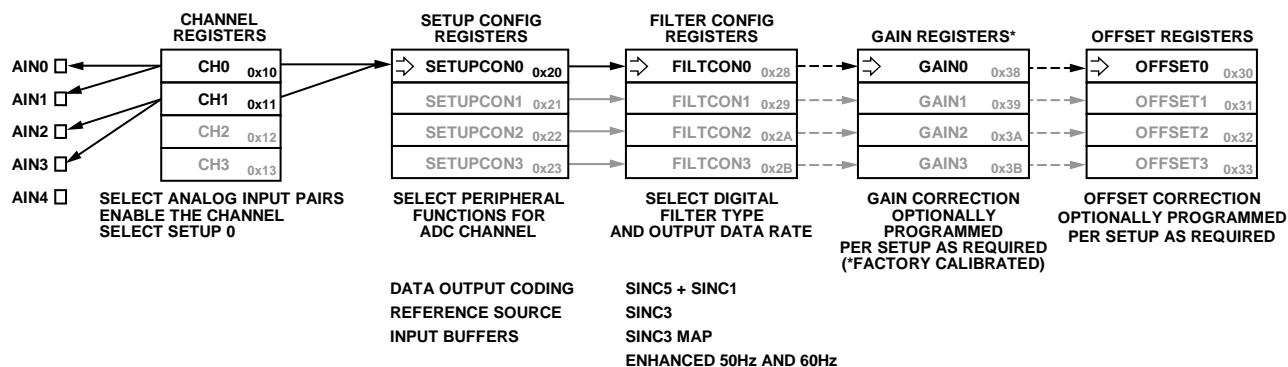 CHANNEL
REGISTERS
SETUP CONFIG
REGISTERS
FILTER CONFIG
REGISTERS
GAIN REGISTERS*
OFFSET REGISTERS
AIN0
AIN1
AIN2
AIN3
AIN4
CH0 0x10
CH1 0x11
CH2 0x12
CH3 0x13
SETUPCON0 0x20
SETUPCON1 0x21
SETUPCON2 0x22
SETUPCON3 0x23
FILTCON0 0x28
FILTCON1 0x29
FILTCON2 0x2A
FILTCON3 0x2B
GAIN0 0x38
GAIN1 0x39
GAIN2 0x3A
GAIN3 0x3B
OFFSET0 0x30
OFFSET1 0x31
OFFSET2 0x32
OFFSET3 0x33
SELECT ANALOG INPUT PAIRS
ENABLE THE CHANNEL
SELECT SETUP 0
SELECT PERIPHERAL
FUNCTIONS FOR
ADC CHANNEL
SELECT DIGITAL
FILTER TYPE
AND OUTPUT DATA RATE
GAIN CORRECTION
OPTIONALLY
PROGRAMMED
PER SETUP AS REQUIRED
(*FACTORY CALIBRATED)
OFFSET CORRECTION
OPTIONALLY PROGRAMMED
PER SETUP AS REQUIRED
DATA OUTPUT CODING
REFERENCE SOURCE
INPUT BUFFERS
SINC5 + SINC1
SINC3
SINC3 MAP
ENHANCED 50Hz AND 60Hz